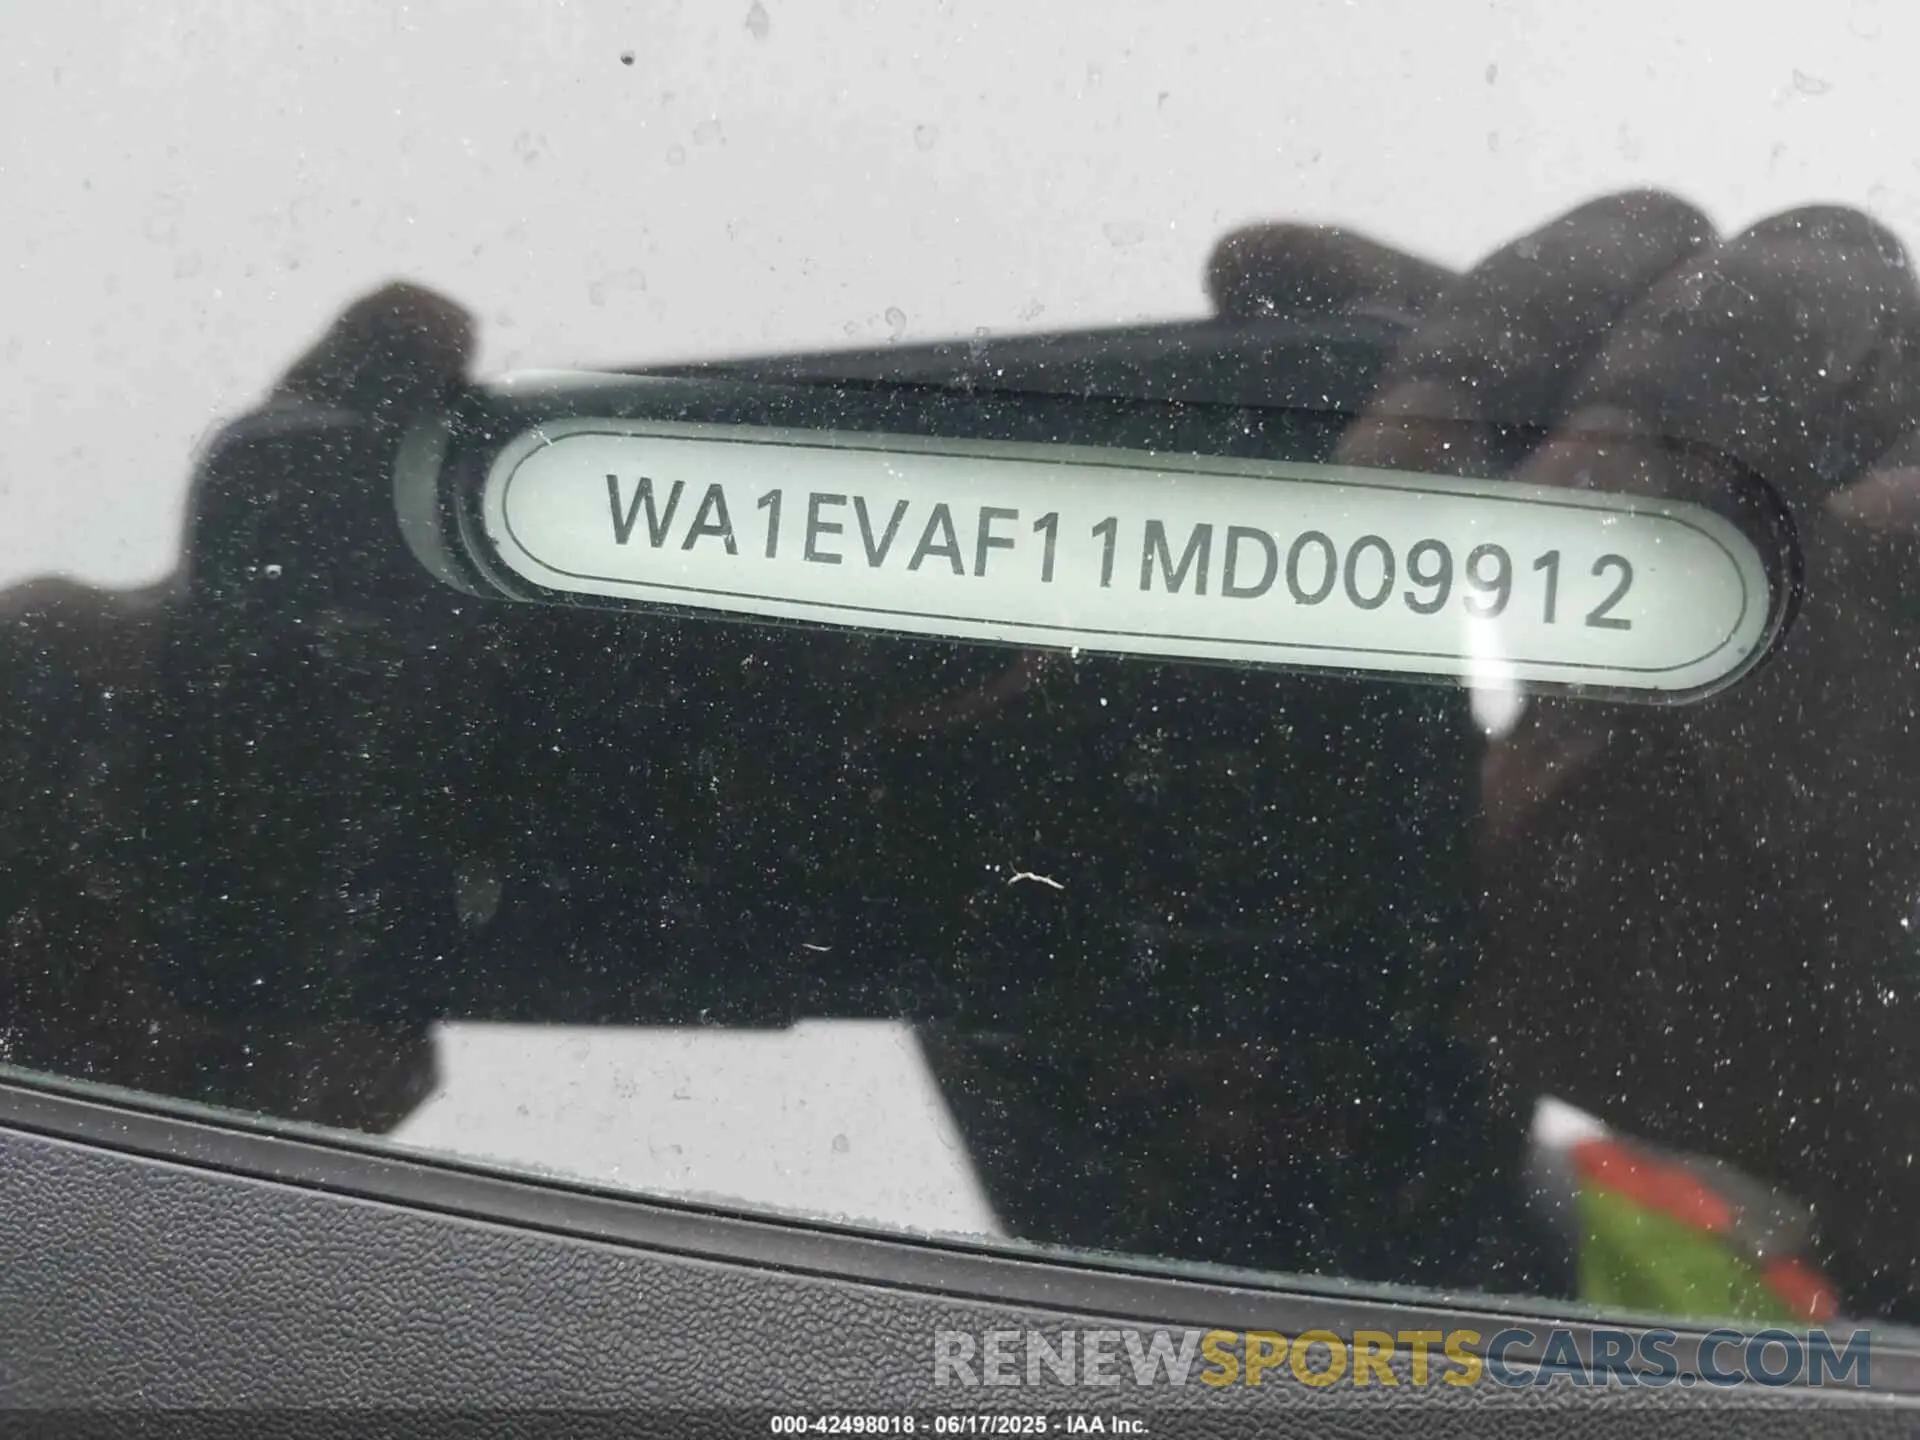 WA1EVAF11MD009912
RENEWSPORTSCARS.COM
000-42498018 - 06/17/2025 - IAA Inc.